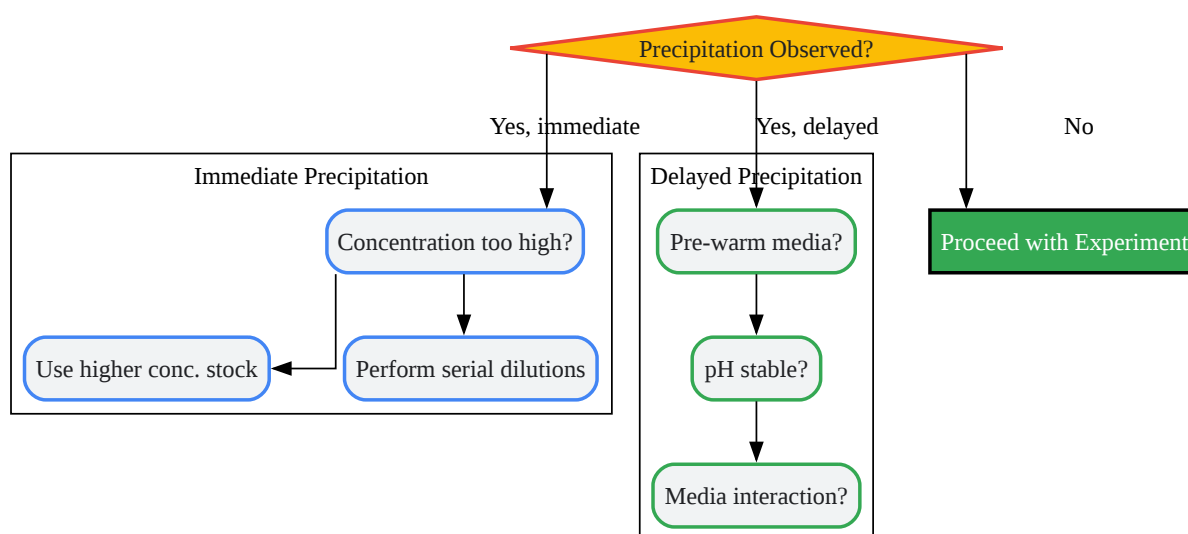 Precipitation Observed?
Yes, immediate
Yes, delayed
No
Immediate Precipitation
Delayed Precipitation
Concentration too high?
Pre-warm media?
Proceed with Experiment
Use higher conc. stock
Perform serial dilutions
pH stable?
Media interaction?